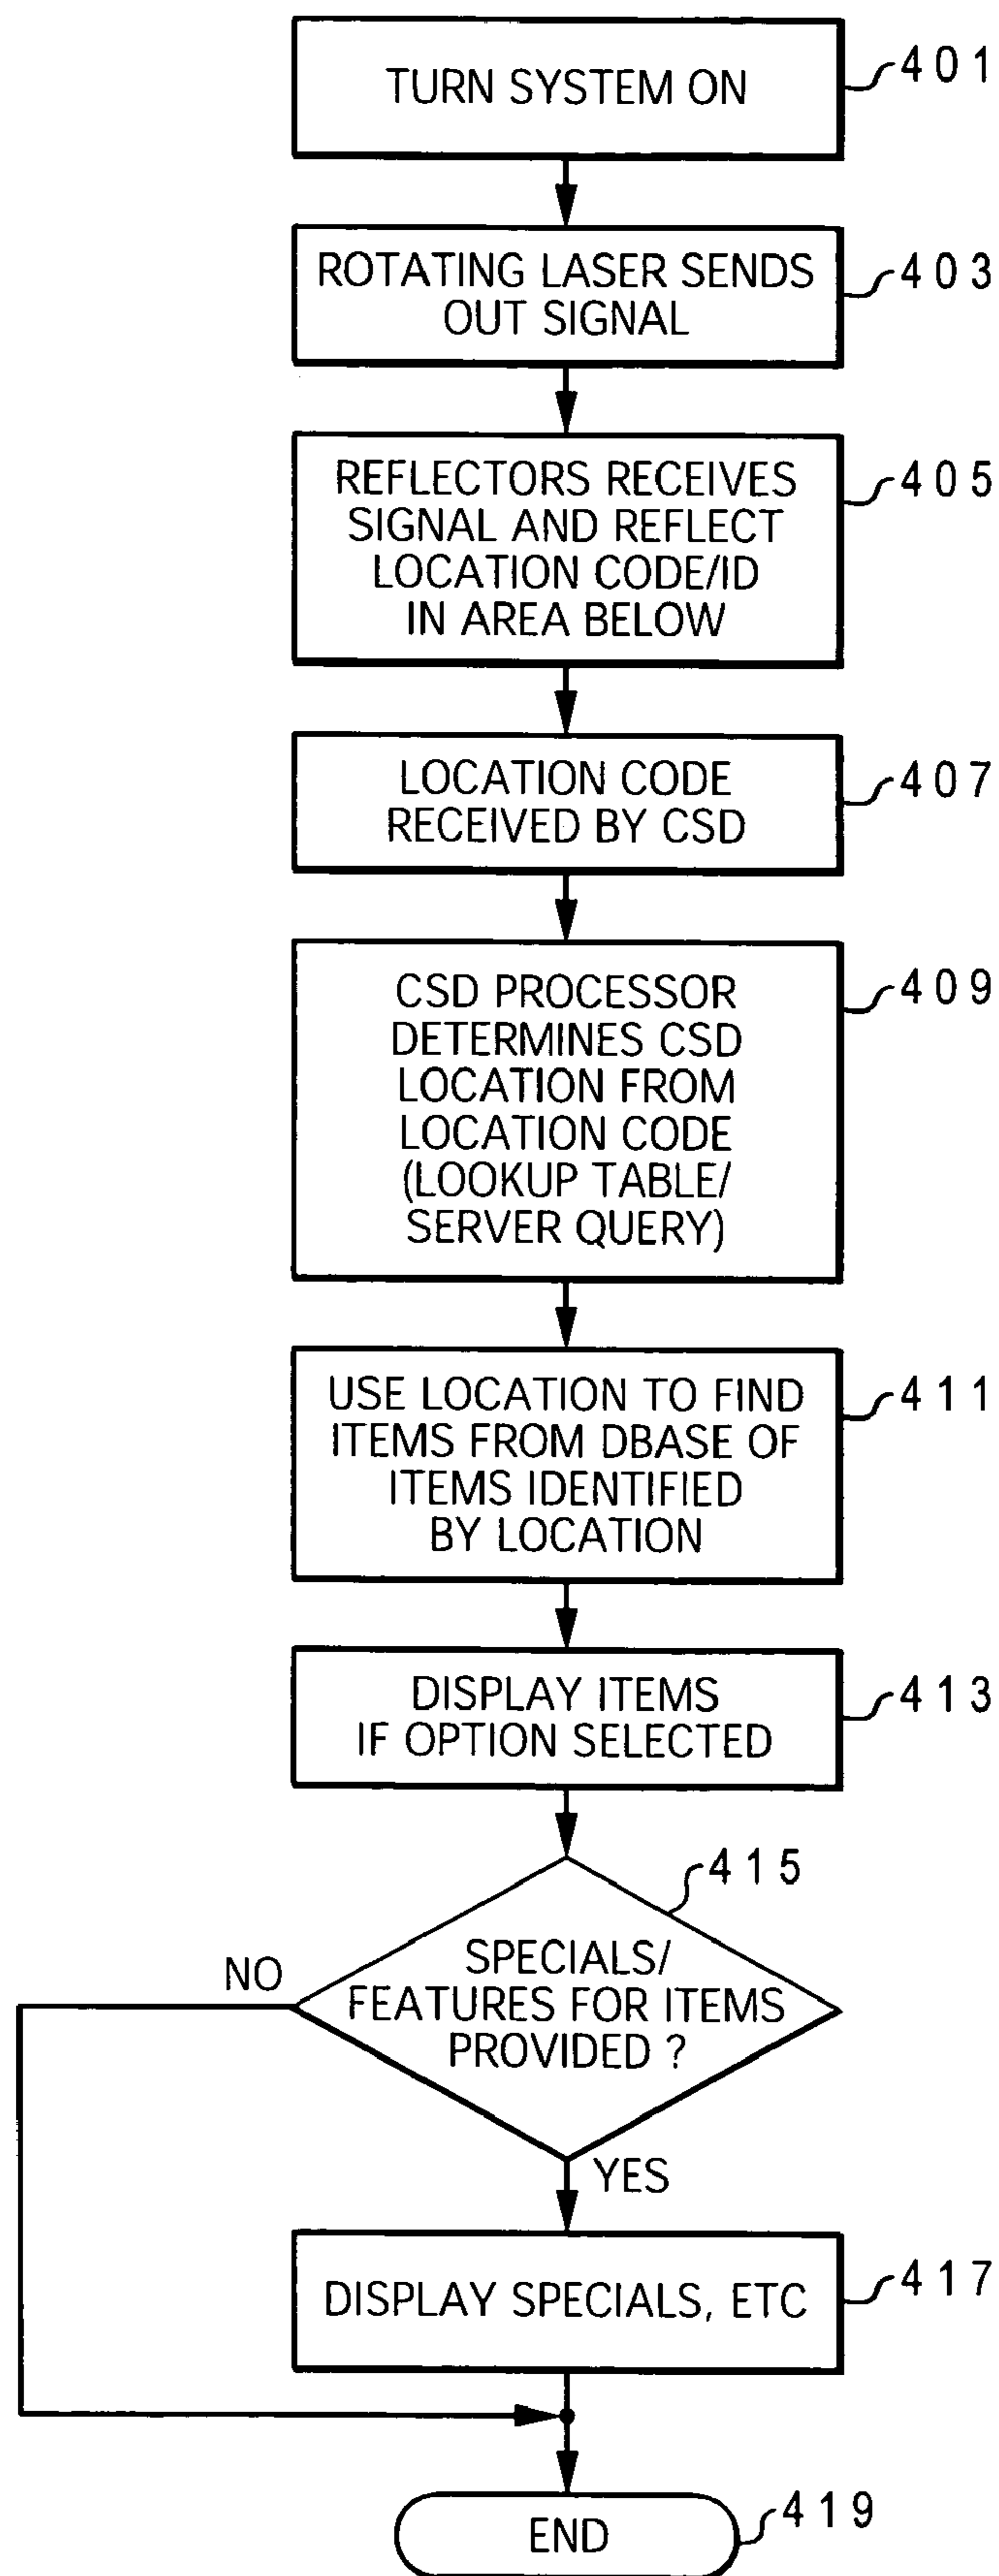 TURN SYSTEM ON
401
ROTATING LASER SENDS
OUT SIGNAL
403
REFLECTORS RECEIVES
SIGNAL AND REFLECT
LOCATION CODE/ID
IN AREA BELOW
405
LOCATION CODE
RECEIVED BY CSD
407
CSD PROCESSOR
DETERMINES CSD
LOCATION FROM
LOCATION CODE
(LOOKUP TABLE/
SERVER QUERY)
409
USE LOCATION TO FIND
ITEMS FROM DBASE OF
ITEMS IDENTIFIED
BY LOCATION
411
DISPLAY ITEMS
IF OPTION SELECTED
413
415
SPECIALS/
FEATURES FOR ITEMS
PROVIDED ?
NO
YES
DISPLAY SPECIALS, ETC
417
END
419